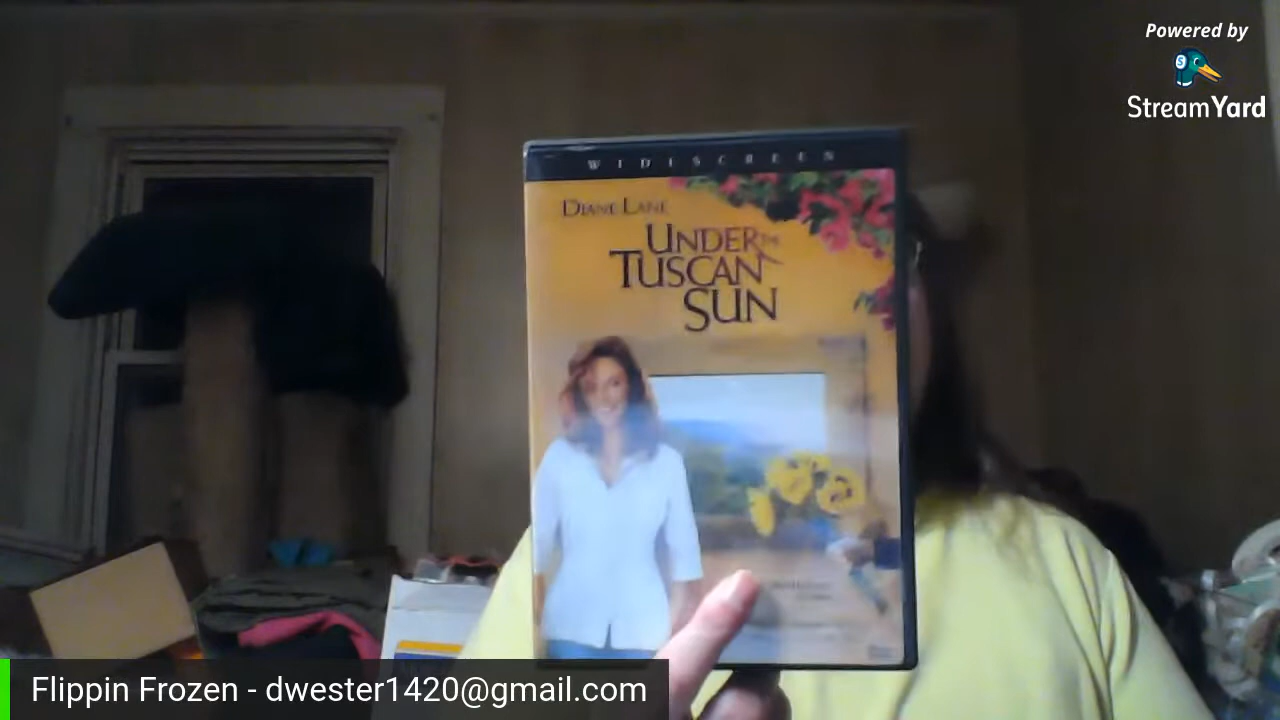 Powered by
StreamYard
WIDESCREEN
DIANE LANE
UNDER THE
TUSCAN
SUN
Flippin Frozen - dwester1420@gmail.com